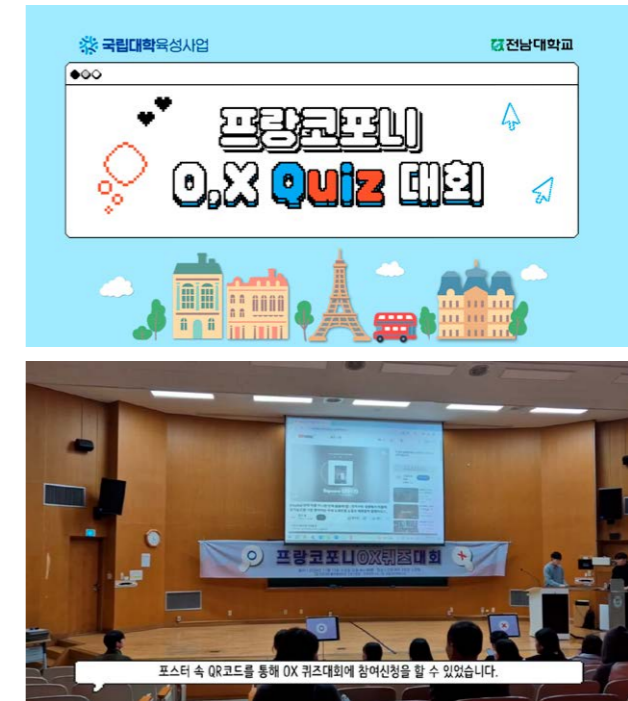 국립대학육성사업
전남대학교
프랑코포니
O,X Quiz 대회
프랑코포니OX퀴즈대회
포스터 속 QR코드를 통해 OX 퀴즈대회에 참여신청을 할 수 있었습니다.